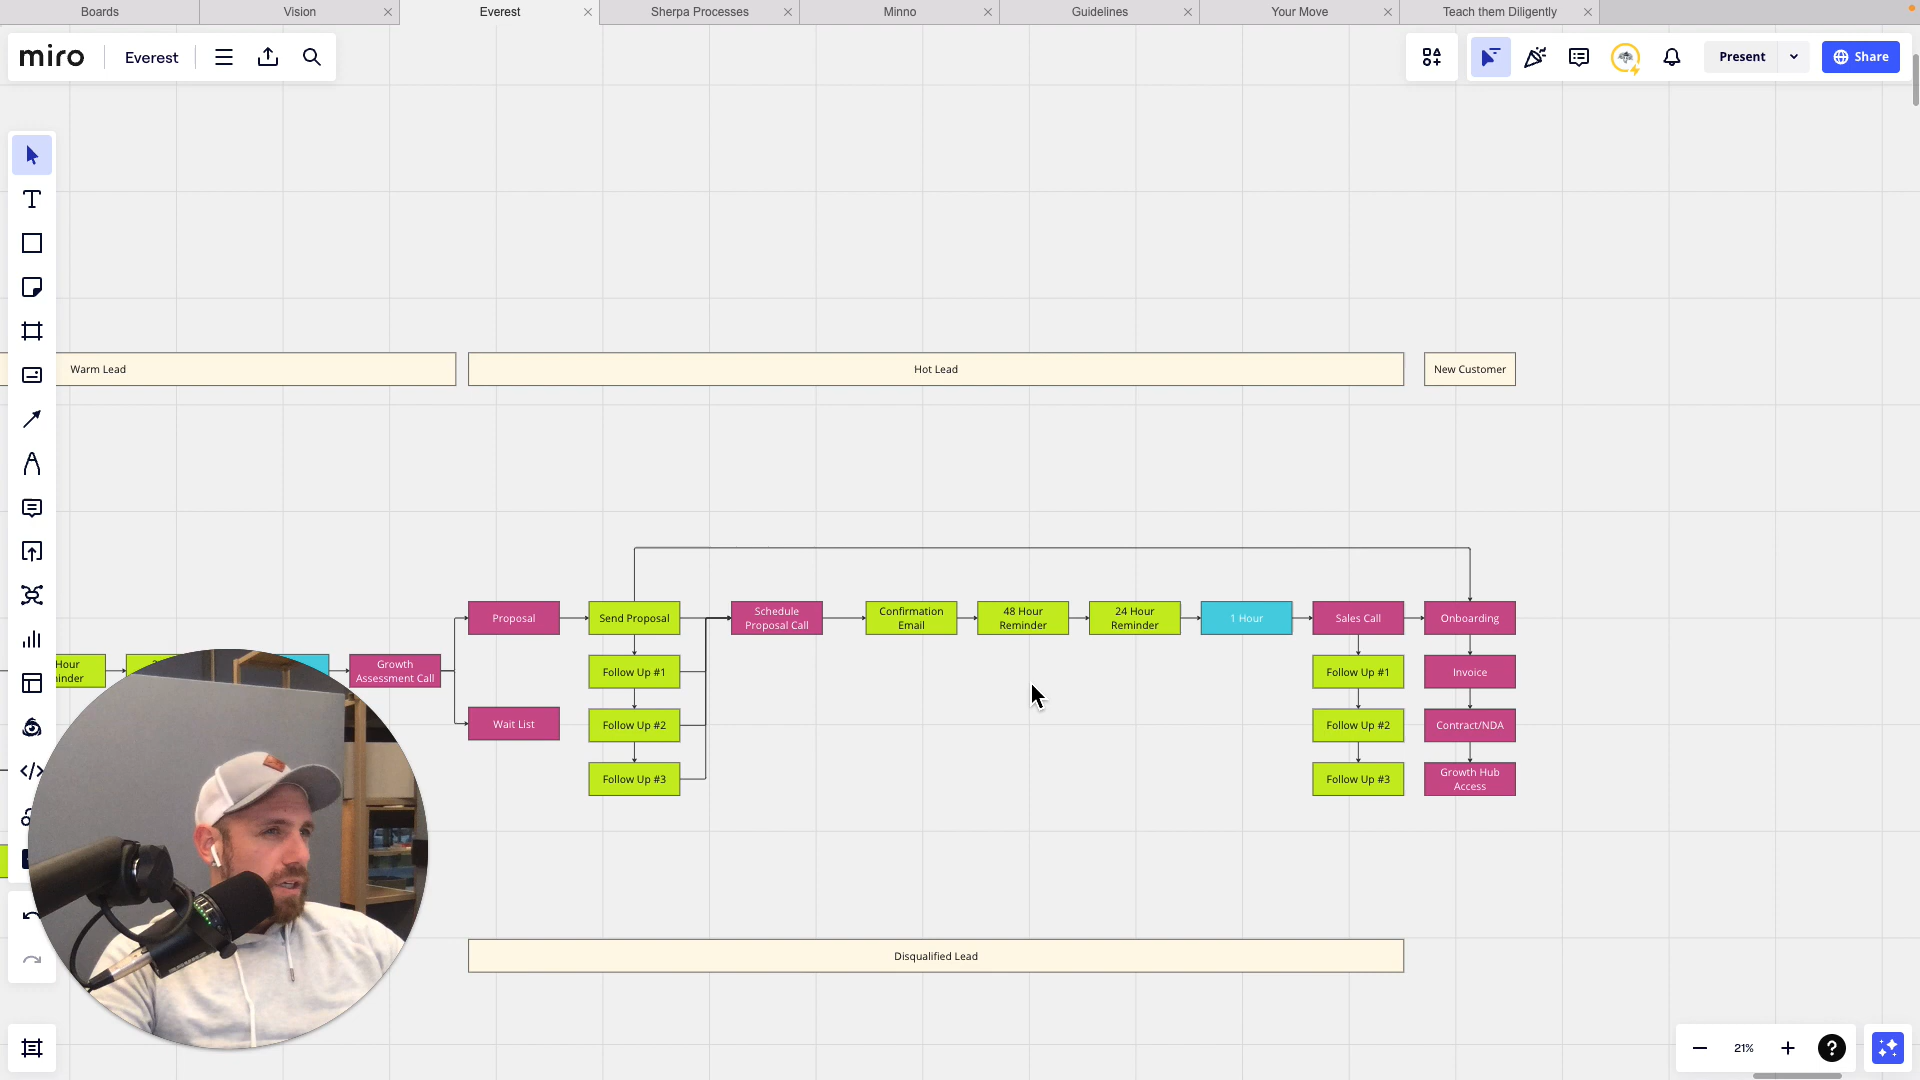 Boards
Vision
Everest
Sherpa Processes
Minno
Guidelines
Your Move
Teach them Diligently
miro
Everest
Present
Share
Warm Lead
Hot Lead
New Customer
Proposal
Send Proposal
Schedule
Proposal Call
Confirmation
Email
48 Hour
Reminder
24 Hour
Reminder
1 Hour
Sales Call
Onboarding
Hour
Growth
Assessment Call
Follow Up #1
Follow Up #1
Invoice
Wait List
Follow Up #2
Follow Up #2
Contract/NDA
Follow Up #3
Follow Up #3
Growth Hub
Access
Disqualified Lead
21%